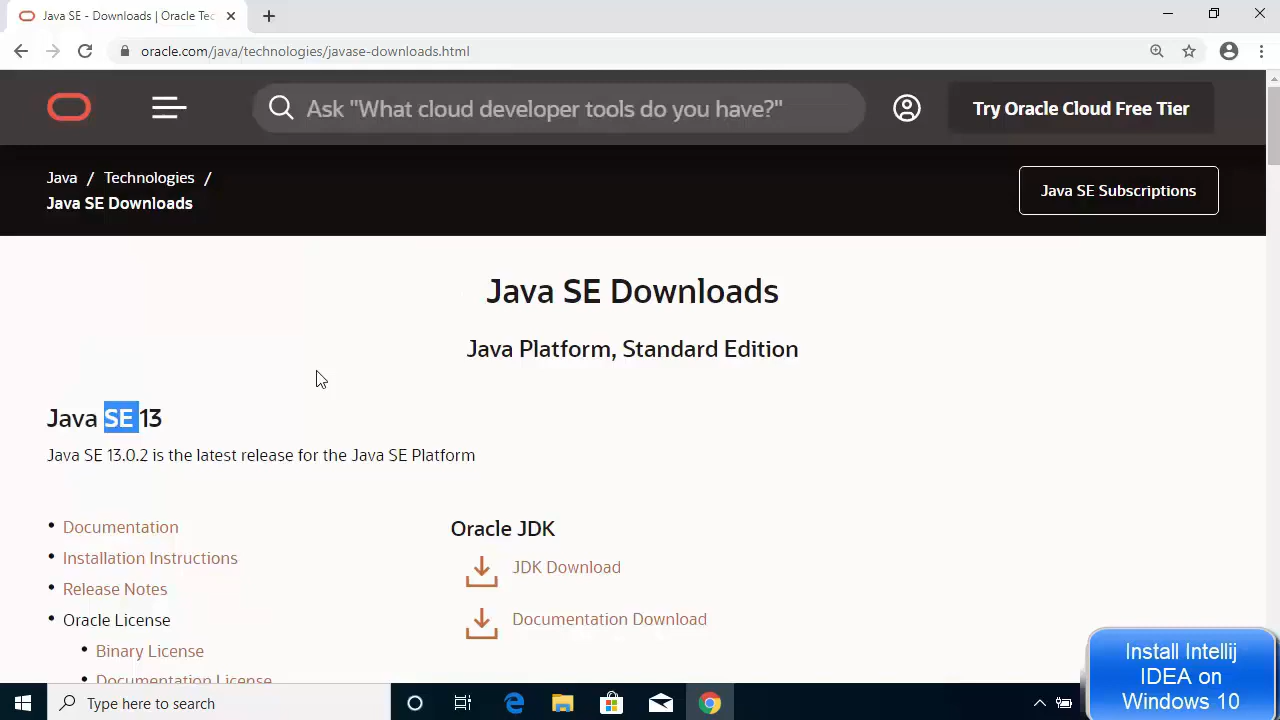 Java SE - Downloads | Oracle Tec
oracle.com/java/technologies/javase-downloads.html
Ask "What cloud developer tools do you have?"
Try Oracle Cloud Free Tier
Java / Technologies /
Java SE Downloads
Java SE Subscriptions
Java SE Downloads
Java Platform, Standard Edition
Java SE 13
Java SE 13.0.2 is the latest release for the Java SE Platform
Documentation
Installation Instructions
Release Notes
Oracle License
Binary License
Documentation License
Oracle JDK
JDK Download
Documentation Download
Install Intellij
IDEA on
Windows 10
Type here to search